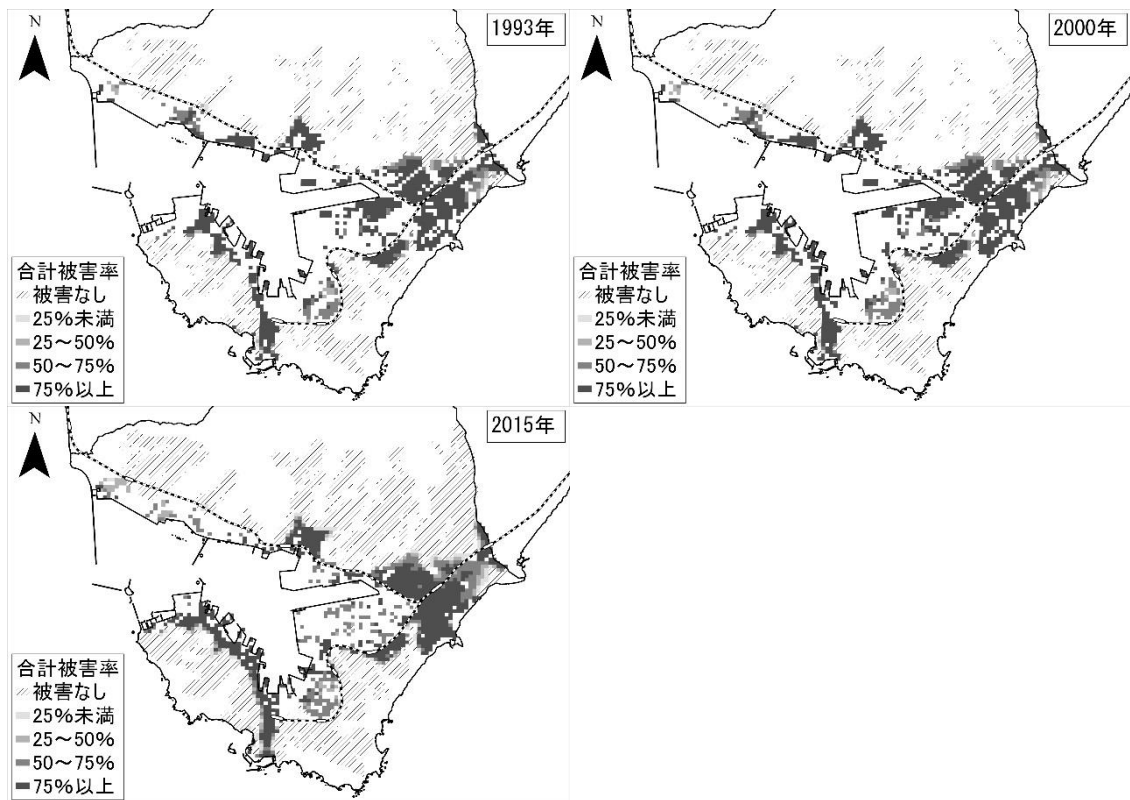 N
1993年
合計被害率
被害なし
25%未満
25～50%
50～75%
75%以上
N
2000年
合計被害率
被害なし
25%未満
25～50%
50～75%
75%以上
N
2015年
合計被害率
被害なし
25%未満
25～50%
50～75%
75%以上